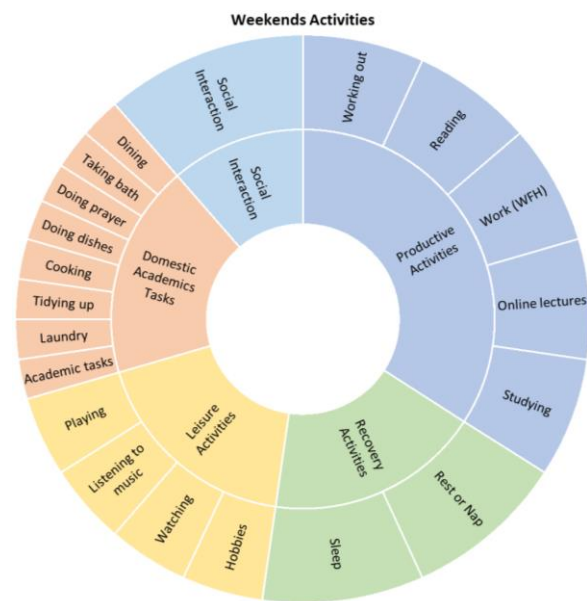 Weekends Activities
Social
Interaction
Working out
Reading
Work (WFH)
Online lectures
Studying
Rest or Nap
Sleep
Hobbies
Watching
Listening to
music
Playing
Academic tasks
Laundry
Tidying up
Cooking
Doing dishes
Doing prayer
Taking bath
Dining
Social
Interaction
Productive
Activities
Recovery
Activities
Leisure
Activities
Domestic
Academics
Tasks